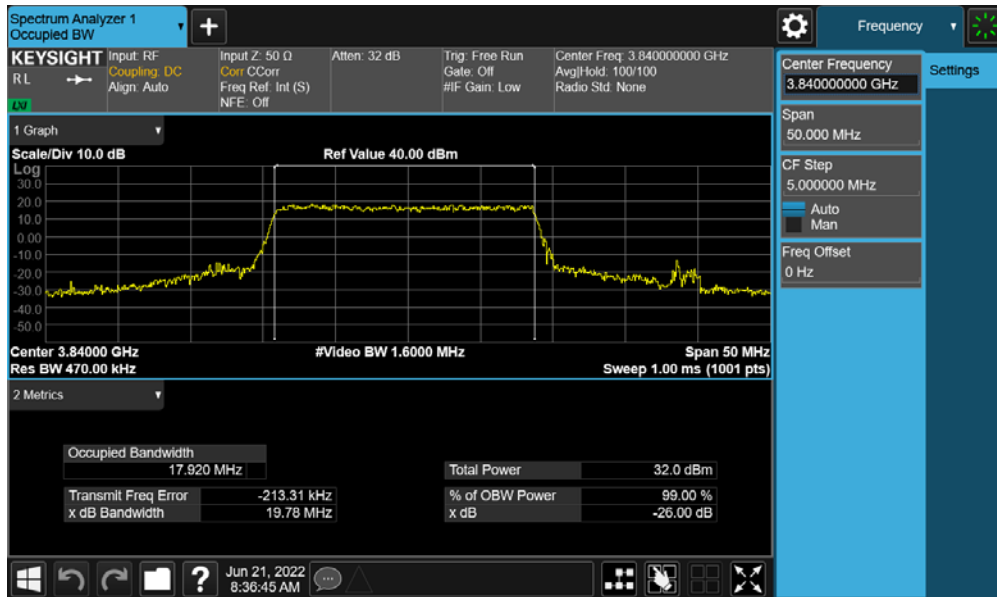 Spectrum Analyzer 1
Occupied BW
+
Frequency
KEYSIGHT
R L
LXI
Input: RF
Coupling: DC
Align: Auto
Input Z: 50 Ω
Corr CCorr
Freq Ref: Int (S)
NFE: Off
Atten: 32 dB
Trig: Free Run
Gate: Off
#IF Gain: Low
Center Freq: 3.840000000 GHz
Avg|Hold: 100/100
Radio Std: None
Center Frequency
3.840000000 GHz
Settings
Span
50.000 MHz
CF Step
5.000000 MHz
Auto
Man
Freq Offset
0 Hz
1 Graph
Scale/Div 10.0 dB
Ref Value 40.00 dBm
Log
30.0
20.0
10.0
0.00
-10.0
-20.0
-30.0
-40.0
-50.0
Center 3.84000 GHz
#Video BW 1.6000 MHz
Span 50 MHz
Res BW 470.00 kHz
Sweep 1.00 ms (1001 pts)
2 Metrics
Occupied Bandwidth
17.920 MHz
Total Power 32.0 dBm
Transmit Freq Error -213.31 kHz
% of OBW Power 99.00 %
x dB Bandwidth 19.78 MHz
x dB -26.00 dB
?
Jun 21, 2022
8:36:45 AM